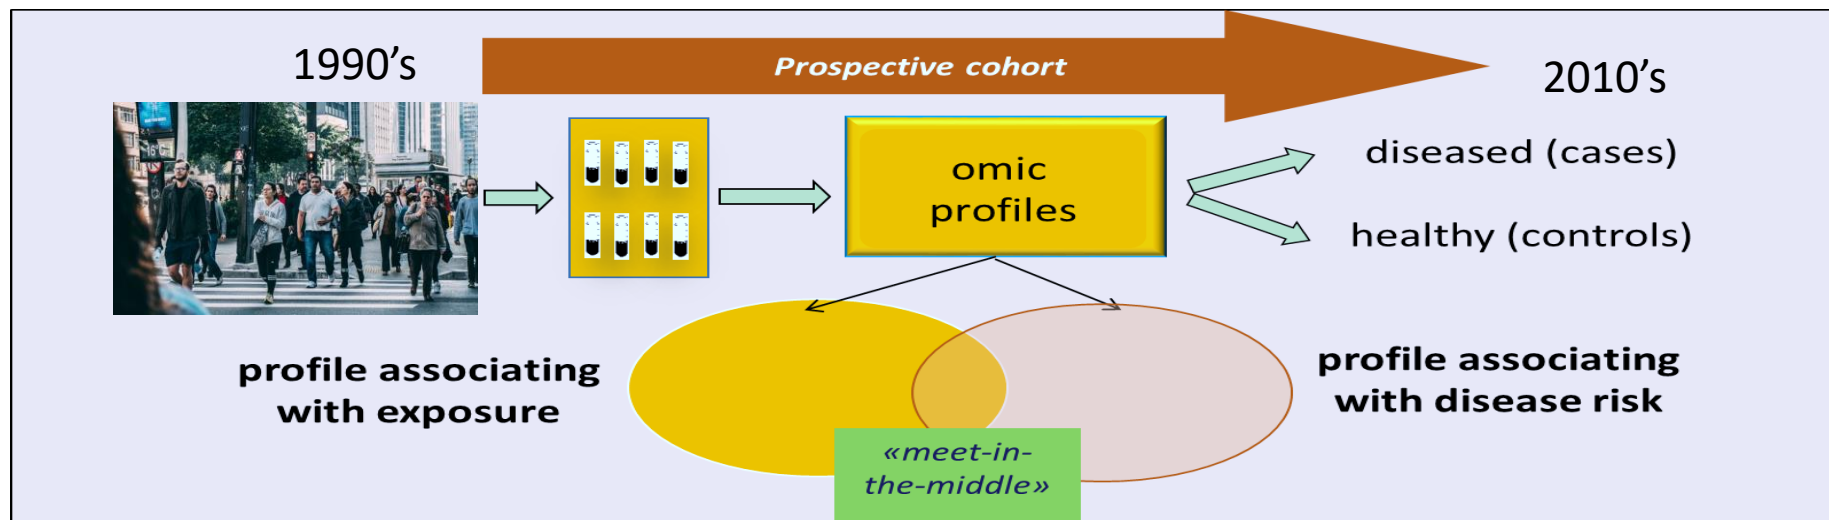 1990’s
Prospective cohort
2010’s
16°C
omic
profiles
diseased (cases)
healthy (controls)
profile associating
with exposure
profile associating
with disease risk
«meet-in-
the-middle»